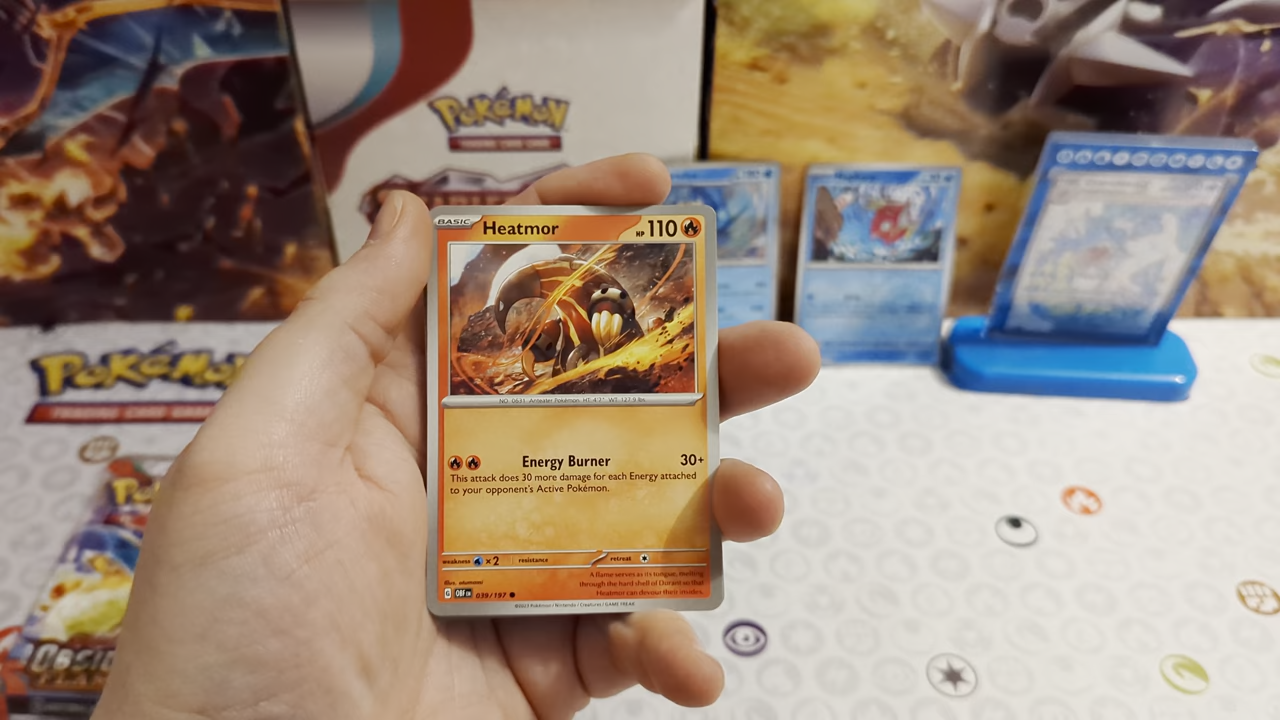 POKÉMON
TRADING CARD GAME
POKÉMON
TRADING CARD GAME
BASIC
Heatmor
HP 110
NO. 0631 Anteater Pokémon HT: 4'7" WT: 127.9 lbs
Energy Burner 30+
This attack does 30 more damage for each Energy attached
to your opponent's Active Pokémon.
weakness ×2 resistance retreat
A flame serves as its tongue, melting
through the hard shell of Durant so that
Heatmor can devour their insides.
Illus. otumami
G OBF EN 039/197
©2023 Pokémon / Nintendo / Creatures / GAME FREAK